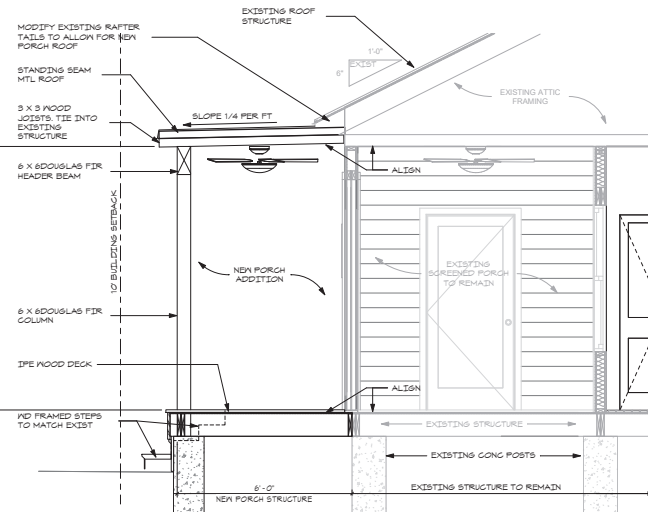 EXISTING ROOF
STRUCTURE
MODIFY EXISTING RAFTER
TAILS TO ALLOW FOR NEW
PORCH ROOF
1'-0"
EXIST
6"
STANDING SEAM
MTL ROOF
EXISTING ATTIC
FRAMING
3 X 3 WOOD
JOISTS. TIE INTO
EXISTING
STRUCTURE
SLOPE 1/4 PER FT
6 X 6DOUGLAS FIR
HEADER BEAM
ALIGN
10' BUILDING SETBACK
NEW PORCH
ADDITION
EXISTING
SCREENED PORCH
TO REMAIN
6 X 6DOUGLAS FIR
COLUMN
IPE WOOD DECK
ALIGN
WD FRAMED STEPS
TO MATCH EXIST
EXISTING STRUCTURE
EXISTING CONC POSTS
6'-0"
NEW PORCH STRUCTURE
EXISTING STRUCTURE TO REMAIN